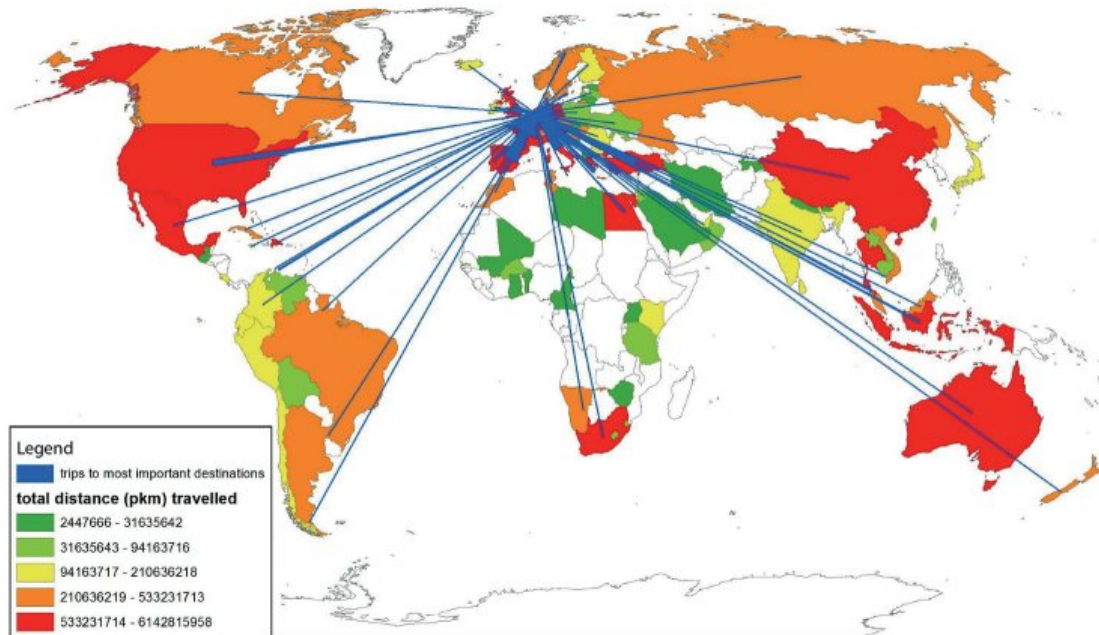 Legend
trips to most important destinations
total distance (pkm) travelled
2447666 - 31635642
31635643 - 94163716
94163717 - 210636218
210636219 - 533231713
533231714 - 6142815958